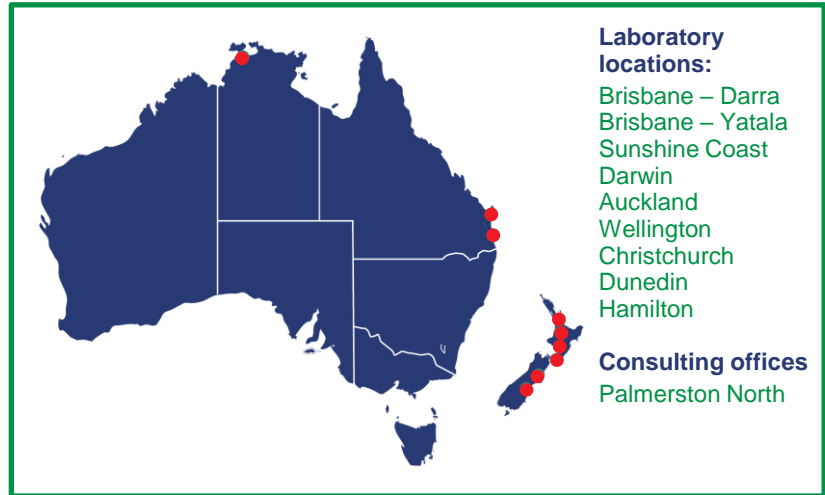 Laboratory
locations:
Brisbane – Darra
Brisbane – Yatala
Sunshine Coast
Darwin
Auckland
Wellington
Christchurch
Dunedin
Hamilton
Consulting offices
Palmerston North